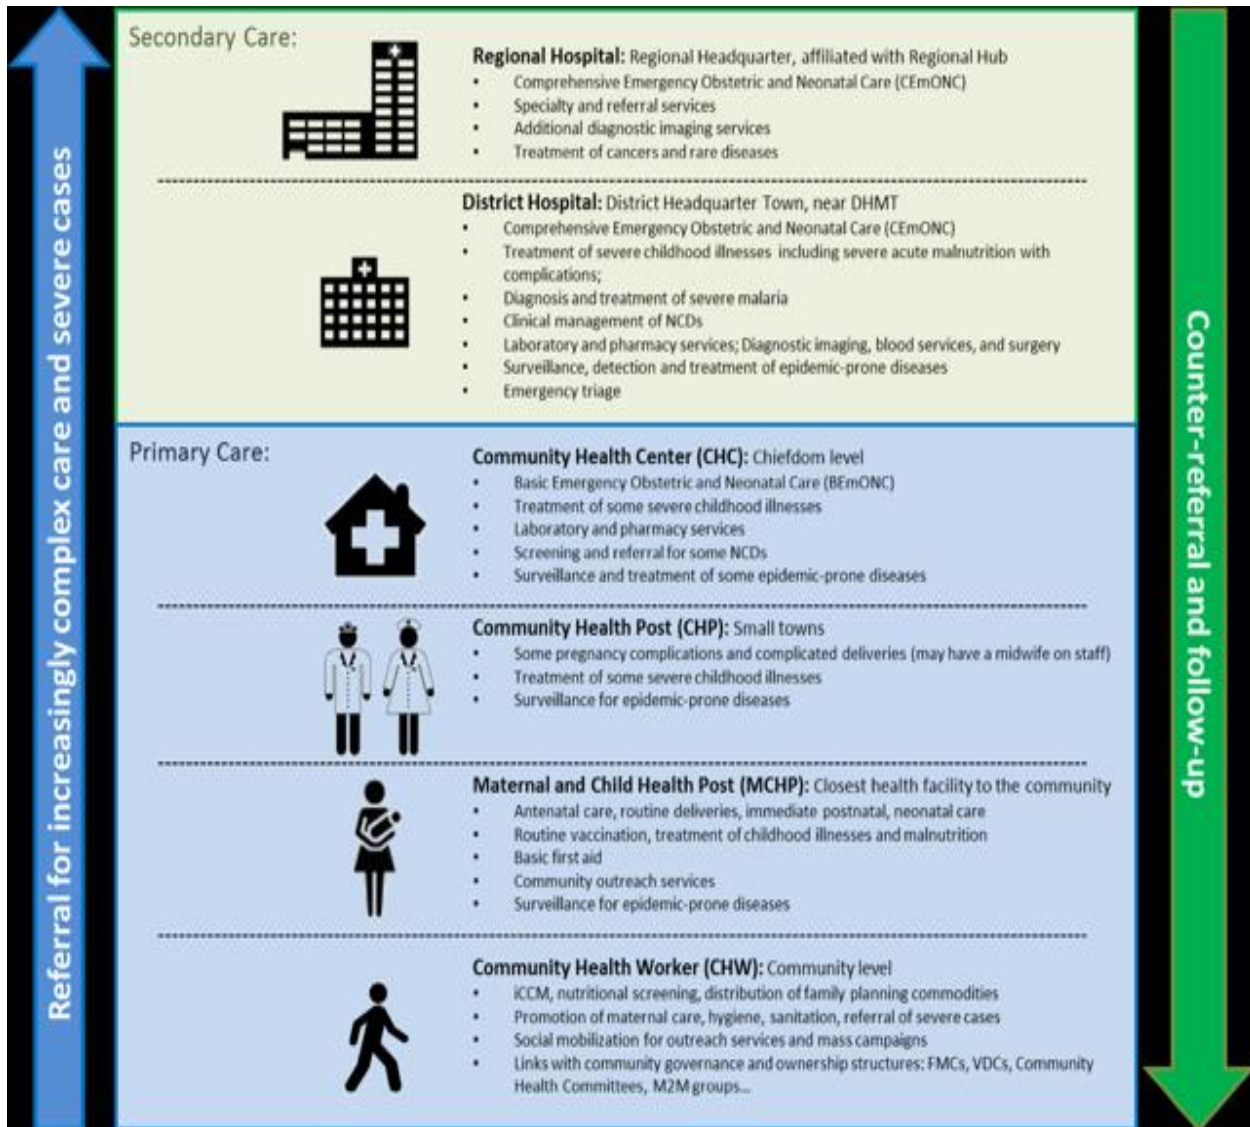 Referral for increasingly complex care and severe cases
Secondary Care:
Regional Hospital: Regional Headquarter, affiliated with Regional Hub
• Comprehensive Emergency Obstetric and Neonatal Care (CEmONC)
• Specialty and referral services
• Additional diagnostic imaging services
• Treatment of cancers and rare diseases
District Hospital: District Headquarter Town, near DHMT
• Comprehensive Emergency Obstetric and Neonatal Care (CEmONC)
• Treatment of severe childhood illnesses including severe acute malnutrition with
complications;
• Diagnosis and treatment of severe malaria
• Clinical management of NCDs
• Laboratory and pharmacy services; Diagnostic imaging, blood services, and surgery
• Surveillance, detection and treatment of epidemic-prone diseases
• Emergency triage
Primary Care:
Community Health Center (CHC): Chiefdom level
• Basic Emergency Obstetric and Neonatal Care (BEmONC)
• Treatment of some severe childhood illnesses
• Laboratory and pharmacy services
• Screening and referral for some NCDs
• Surveillance and treatment of some epidemic-prone diseases
Community Health Post (CHP): Small towns
• Some pregnancy complications and complicated deliveries (may have a midwife on staff)
• Treatment of some severe childhood illnesses
• Surveillance for epidemic-prone diseases
Maternal and Child Health Post (MCHP): Closest health facility to the community
• Antenatal care, routine deliveries, immediate postnatal, neonatal care
• Routine vaccination, treatment of childhood illnesses and malnutrition
• Basic first aid
• Community outreach services
• Surveillance for epidemic-prone diseases
Community Health Worker (CHW): Community level
• iCCM, nutritional screening, distribution of family planning commodities
• Promotion of maternal care, hygiene, sanitation, referral of severe cases
• Social mobilization for outreach services and mass campaigns
• Links with community governance and ownership structures: FMCs, VDCs, Community
Health Committees, M2M groups...
Counter-referral and follow-up